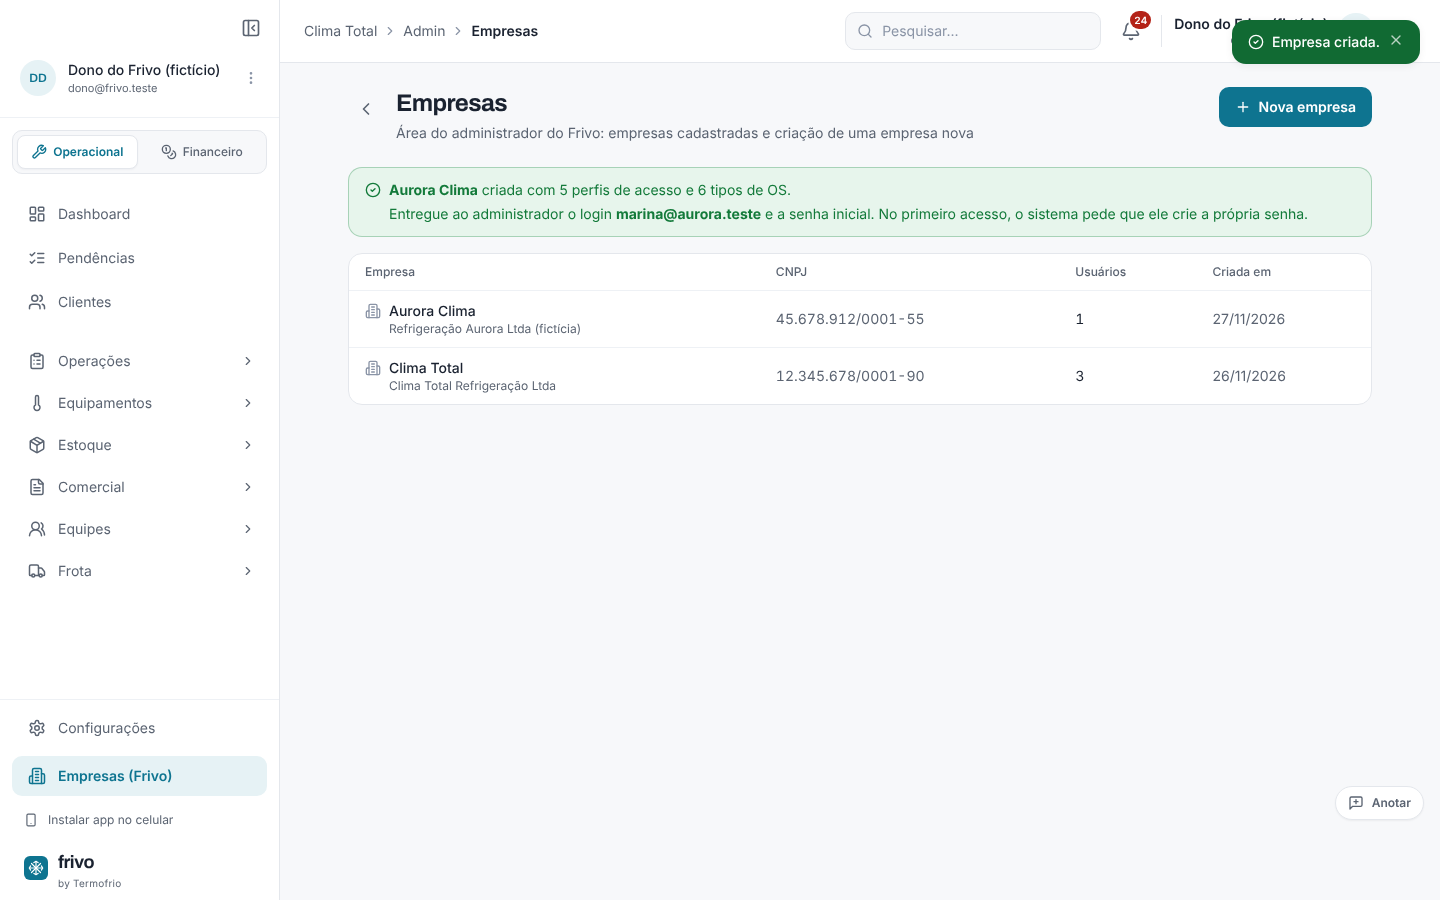 Clima Total > Admin > Empresas
Pesquisar...
24
Dono do
Empresa criada.
DD
Dono do Frivo (fictício)
dono@frivo.teste
Operacional
Financeiro
Dashboard
Pendências
Clientes
Operações
Equipamentos
Estoque
Comercial
Equipes
Frota
Configurações
Empresas (Frivo)
Instalar app no celular
frivo
by Termofrio
Empresas
Área do administrador do Frivo: empresas cadastradas e criação de uma empresa nova
Nova empresa
Aurora Clima criada com 5 perfis de acesso e 6 tipos de OS.
Entregue ao administrador o login marina@aurora.teste e a senha inicial. No primeiro acesso, o sistema pede que ele crie a própria senha.
Empresa CNPJ Usuários Criada em
Aurora Clima
Refrigeração Aurora Ltda (fictícia)
45.678.912/0001-55 1 27/11/2026
Clima Total
Clima Total Refrigeração Ltda
12.345.678/0001-90 3 26/11/2026
Anotar